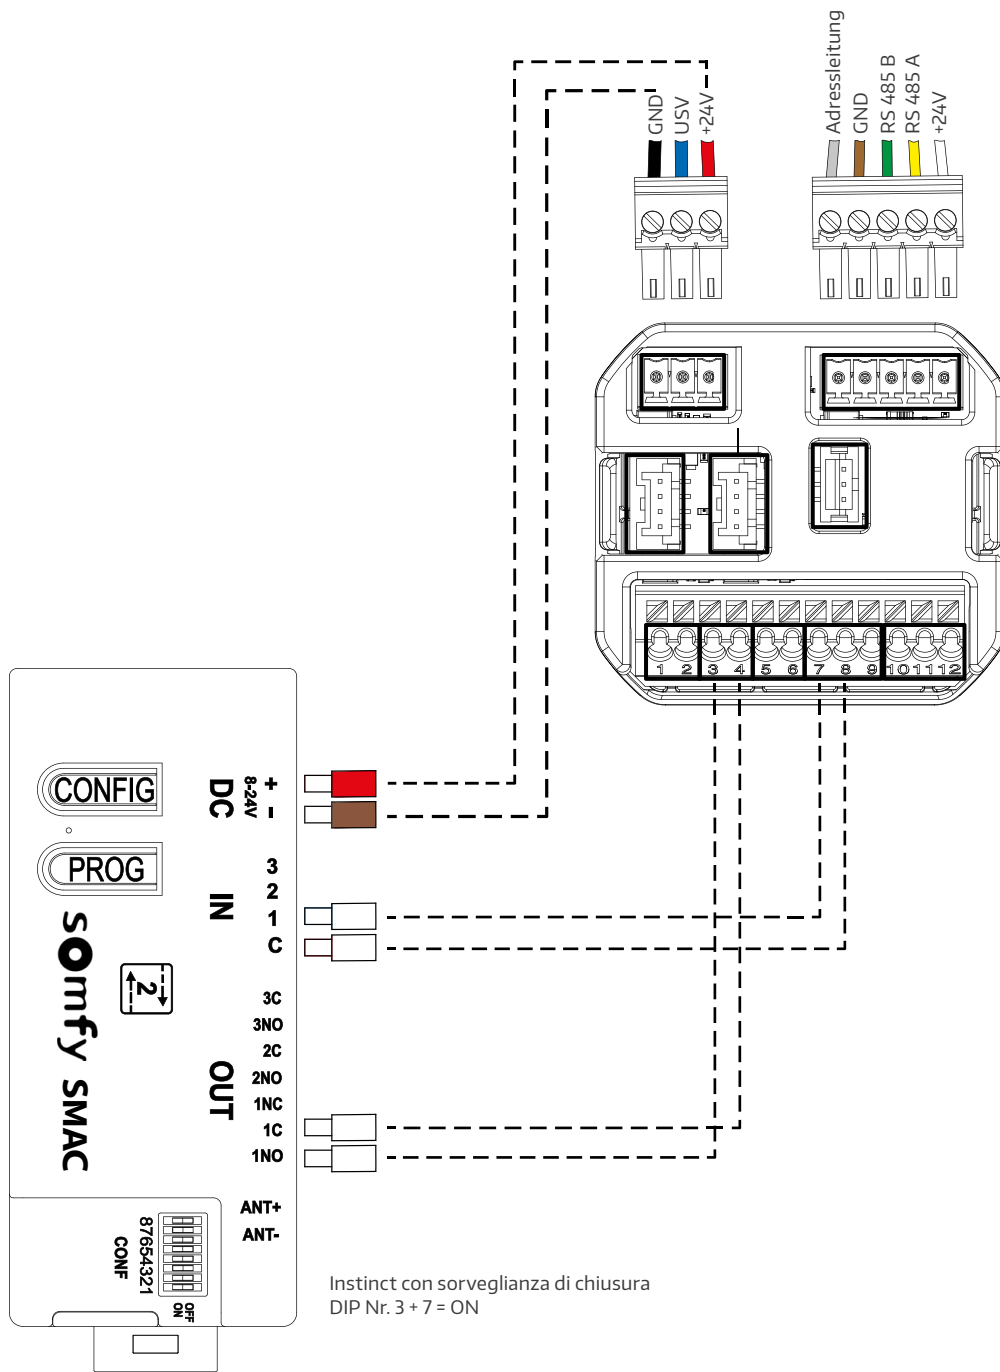 GND
USV
+24V
Adressleitung
GND
RS 485 B
RS 485 A
+24V
1 2 3 4 5 6 7 8 9 10 11 12
CONFIG
PROG
somfy SMAC
2
DC
8-24V
+
-
IN
3
2
1
C
OUT
3C
3NO
2C
2NO
1NC
1C
1NO
ANT+
ANT-
87654321
CONF
OFF
ON
Instinct con sorveglianza di chiusura
DIP Nr. 3 + 7 = ON